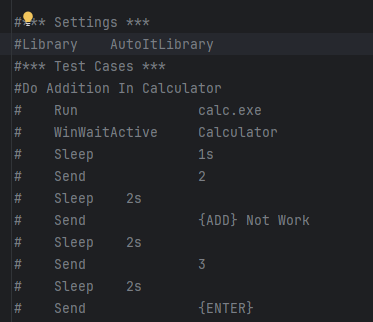 #*** Settings ***
#Library    AutoItLibrary
#*** Test Cases ***
#Do Addition In Calculator
#    Run               calc.exe
#    WinWaitActive     Calculator
#    Sleep             1s
#    Send              2
#    Sleep    2s
#    Send              {ADD} Not Work
#    Sleep    2s
#    Send              3
#    Sleep    2s
#    Send              {ENTER}